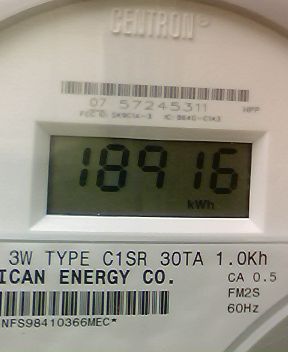 CENTRON®
07 57245311
HPP
18916
kWh
3W TYPE C1SR 30TA 1.0Kh
ICAN ENERGY CO.
CA 0.5
FM2S
60Hz
NFS98410366MEC*